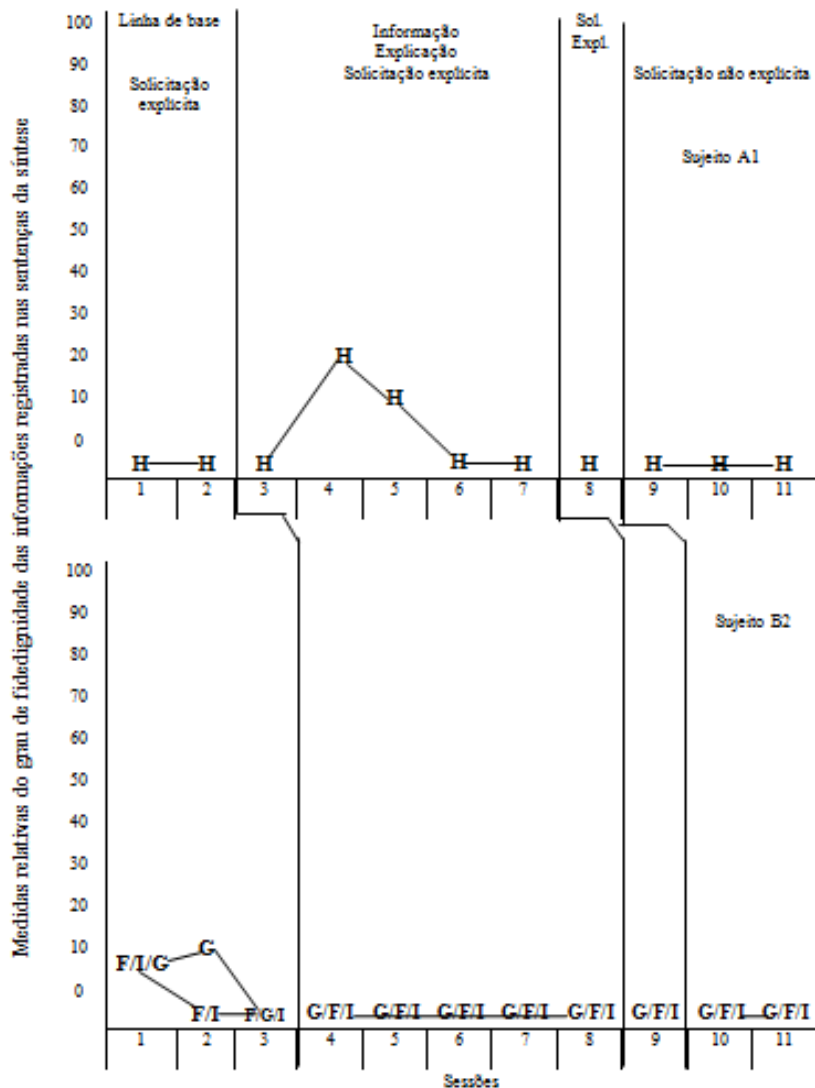 Medidas relativas do grau de fidedignidade das informações registradas nas sentenças da síntese
Linha de base
Solicitação
explícita
Informação
Explicação
Solicitação explícita
Sol.
Expl.
Solicitação não explícita
Sujeito A1
100
90
80
70
60
50
40
30
20
10
0
H H H H H H H H H H H
1 2 3 4 5 6 7 8 9 10 11
Sujeito B2
100
90
80
70
60
50
40
30
20
10
0
F/I/G G
F/I F/G/I G/F/I G/F/I G/F/I G/F/I G/F/I G/F/I G/F/I G/F/I
1 2 3 4 5 6 7 8 9 10 11
Sessões